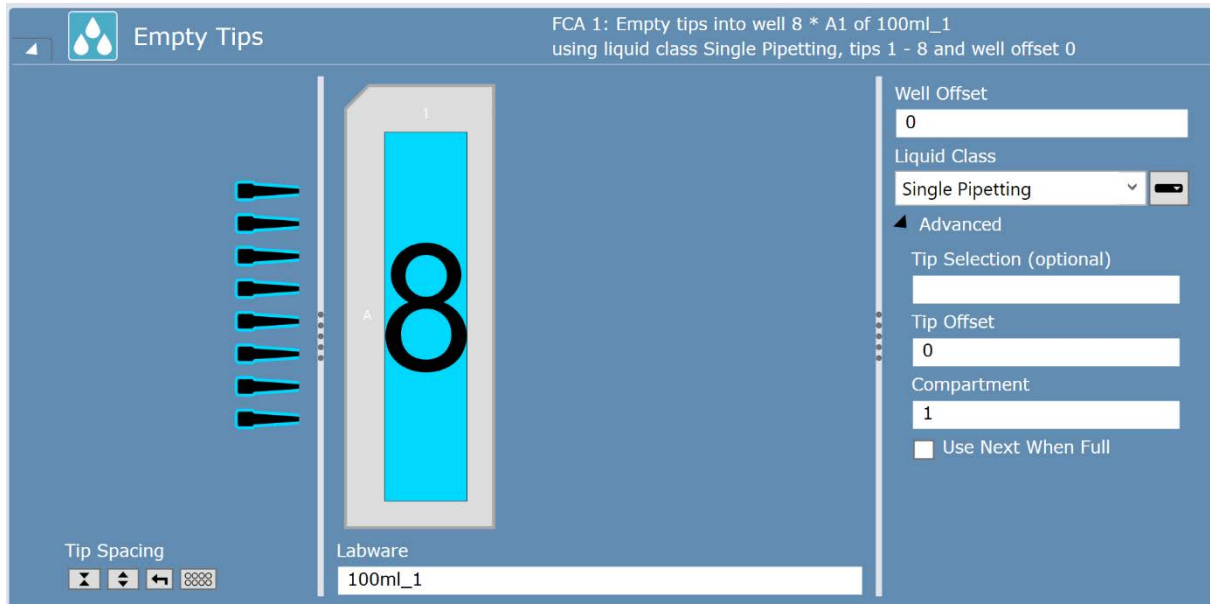 Empty Tips
FCA 1: Empty tips into well 8 * A1 of 100ml_1
using liquid class Single Pipetting, tips 1 - 8 and well offset 0
1
A
8
Tip Spacing
Labware
100ml_1
Well Offset
0
Liquid Class
Single Pipetting
Advanced
Tip Selection (optional)
Tip Offset
0
Compartment
1
Use Next When Full